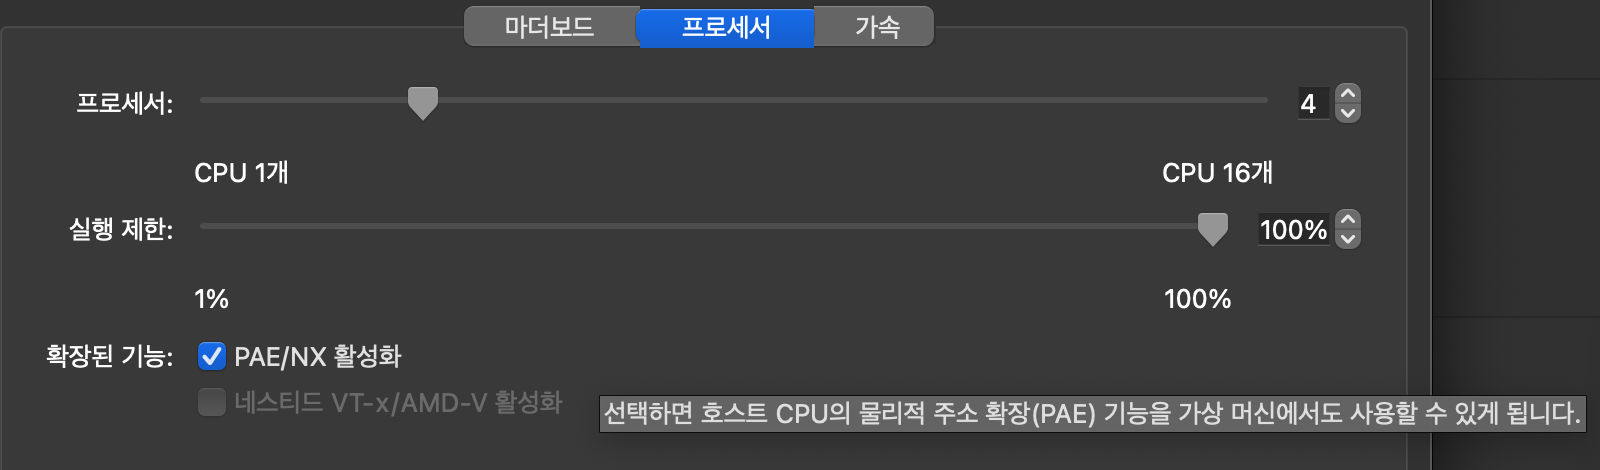 마더보드 프로세서 가속
프로세서: 4
CPU 1개 CPU 16개
실행 제한: 100%
1% 100%
확장된 기능: PAE/NX 활성화
네스티드 VT-x/AMD-V 활성화
선택하면 호스트 CPU의 물리적 주소 확장(PAE) 기능을 가상 머신에서도 사용할 수 있게 됩니다.